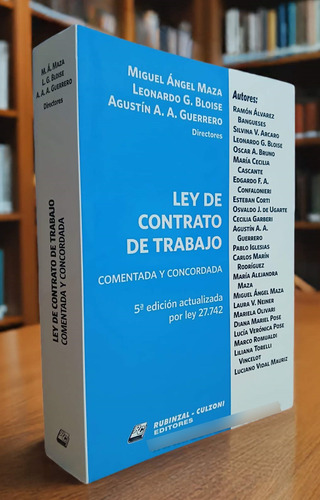 M. Á. MAZA
L. G. BLOISE
A. A. A. GUERRERO
Directores
LEY DE CONTRATO DE TRABAJO
COMENTADA Y CONCORDADA
MIGUEL ÁNGEL MAZA
LEONARDO G. BLOISE
AGUSTÍN A. A. GUERRERO
Directores
LEY DE
CONTRATO
DE TRABAJO
COMENTADA Y CONCORDADA
5ª edición actualizada
por ley 27.742
RUBINZAL - CULZONI
EDITORES
Autores:
RAMÓN ÁLVAREZ
BANGUESES
SILVINA V. ARCARO
LEONARDO G. BLOISE
OSCAR A. BRUNO
MARÍA CECILIA
CASCANTE
EDGARDO F. A.
CONFALONIERI
ESTEBAN CORTI
OSVALDO J. DE UGARTE
CECILIA GARBERI
AGUSTÍN A. A.
GUERRERO
PABLO IGLESIAS
CARLOS MARÍN
RODRÍGUEZ
MARÍA ALEJANDRA
MAZA
MIGUEL ÁNGEL MAZA
LAURA V. NEINER
MARIELA OLIVARI
DIANA MARIEL POSE
LUCÍA VERÓNICA POSE
MARCO ROMUALDI
LILIANA TORELLI
VINCELOT
LUCIANO VIDAL MAURIZ